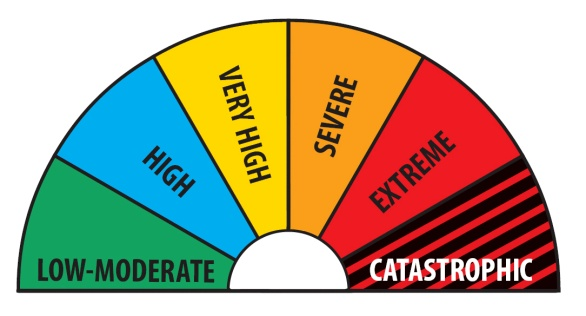 LOW-MODERATE
HIGH
VERY HIGH
SEVERE
EXTREME
CATASTROPHIC